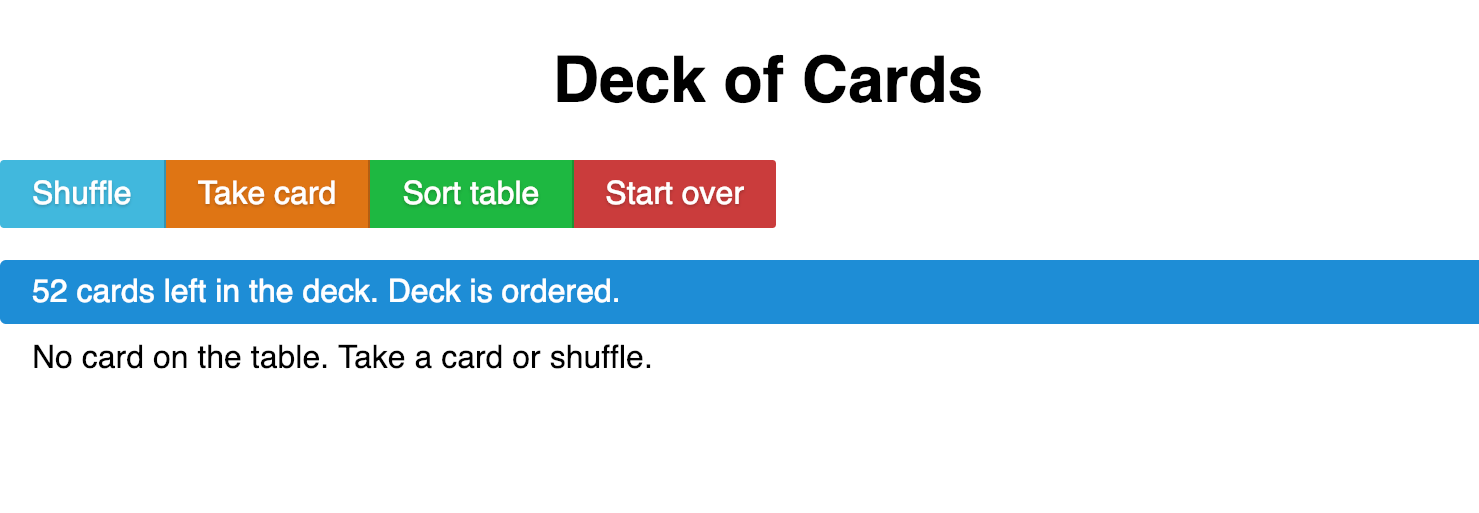 Deck of Cards
Shuffle Take card Sort table Start over
52 cards left in the deck. Deck is ordered.
No card on the table. Take a card or shuffle.